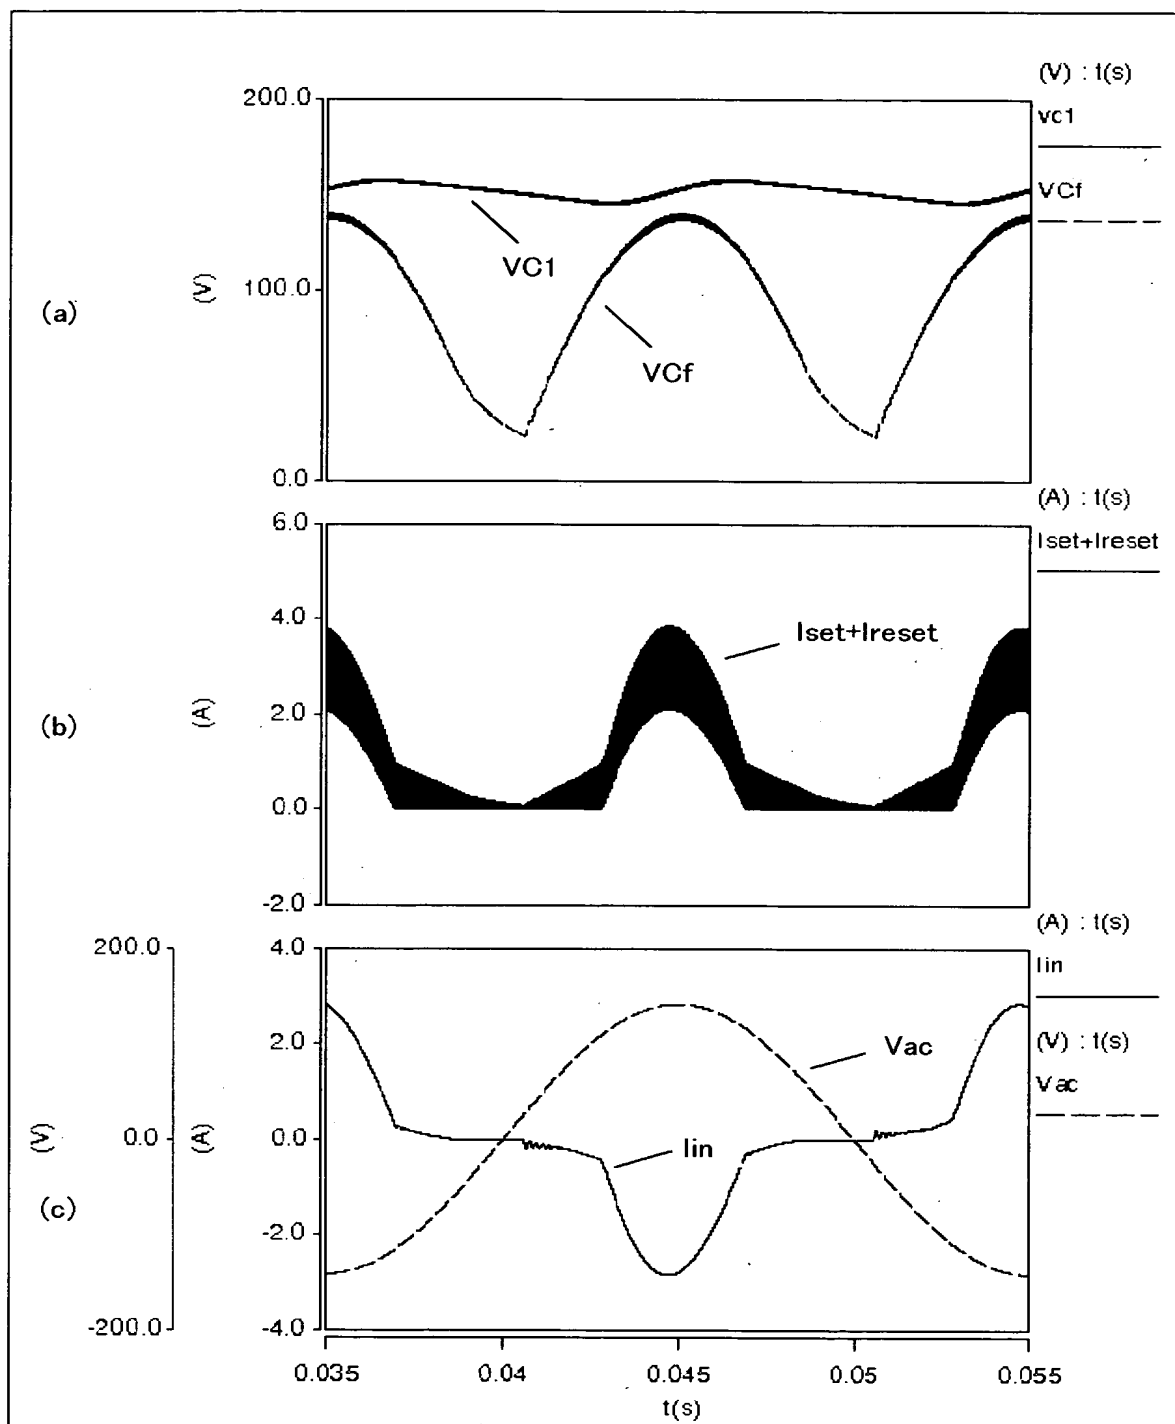 (V) : t(s)
200.0
vc1
VCf
VC1
100.0
(V)
(a)
VCf
0.0
(A) : t(s)
6.0
Iset+Ireset
4.0
Iset+Ireset
(b)
(A)
2.0
0.0
-2.0
(A) : t(s)
200.0
4.0
Iin
(V) : t(s)
Vac
2.0
Vac
(V)
0.0
(A)
0.0
Iin
(c)
-2.0
-200.0
-4.0
0.035
0.04
0.045
0.05
0.055
t(s)